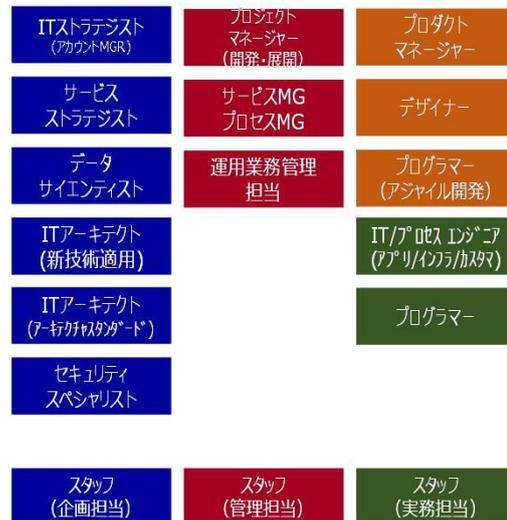 ITストラテジスト
(アカウントMGR)
プロジェクト
マネージャー
(開発・展開)
プロダクト
マネージャー
サービス
ストラテジスト
サービスMG
プロセスMG
デザイナー
データ
サイエンティスト
運用業務管理
担当
プログラマー
(アジャイル開発)
ITアーキテクト
(新技術適用)
IT/プロセス エンジニア
(アプリ/インフラ/カスタマ)
ITアーキテクト
(アーキテクチャスタンダード)
プログラマー
セキュリティ
スペシャリスト
スタッフ
(企画担当)
スタッフ
(管理担当)
スタッフ
(実務担当)